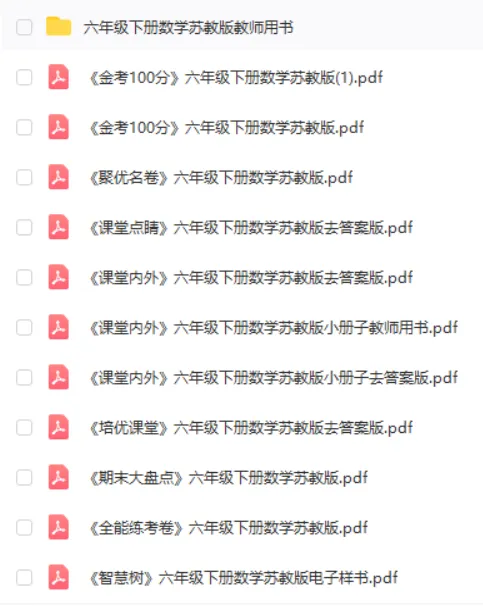 六年级下册数学苏教版教师用书
《金考100分》六年级下册数学苏教版(1).pdf
《金考100分》六年级下册数学苏教版.pdf
《聚优名卷》六年级下册数学苏教版.pdf
《课堂点睛》六年级下册数学苏教版去答案版.pdf
《课堂内外》六年级下册数学苏教版去答案版.pdf
《课堂内外》六年级下册数学苏教版小册子教师用书.pdf
《课堂内外》六年级下册数学苏教版小册子去答案版.pdf
《培优课堂》六年级下册数学苏教版去答案版.pdf
《期末大盘点》六年级下册数学苏教版.pdf
《全能练考卷》六年级下册数学苏教版.pdf
《智慧树》六年级下册数学苏教版电子样书.pdf